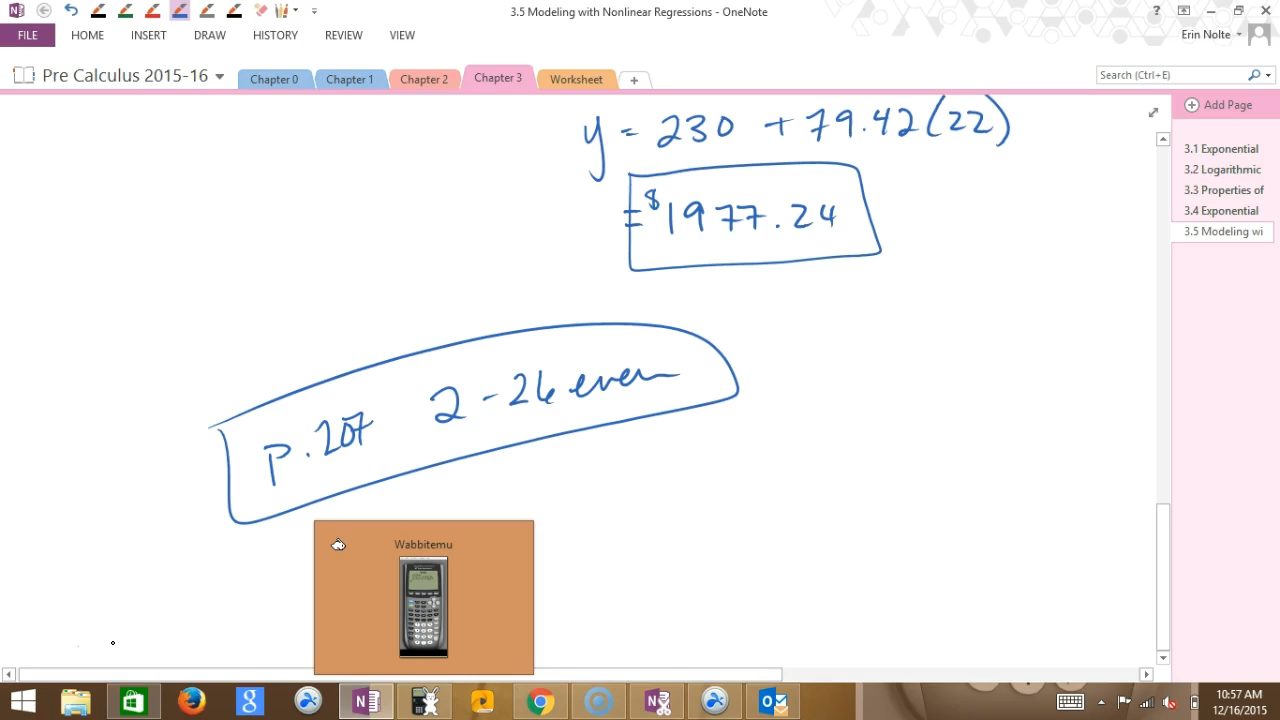 3.5 Modeling with Nonlinear Regressions - OneNote
FILE HOME INSERT DRAW HISTORY REVIEW VIEW
Erin Nolte
Pre Calculus 2015-16
Chapter 0 Chapter 1 Chapter 2 Chapter 3 Worksheet
Search (Ctrl+E)
Add Page
3.1 Exponential
3.2 Logarithmic
3.3 Properties of
3.4 Exponential
3.5 Modeling wi
y = 230 + 79.42(22)
= $1977.24
p. 207 2-26 even
Wabbitemu
10:57 AM
12/16/2015